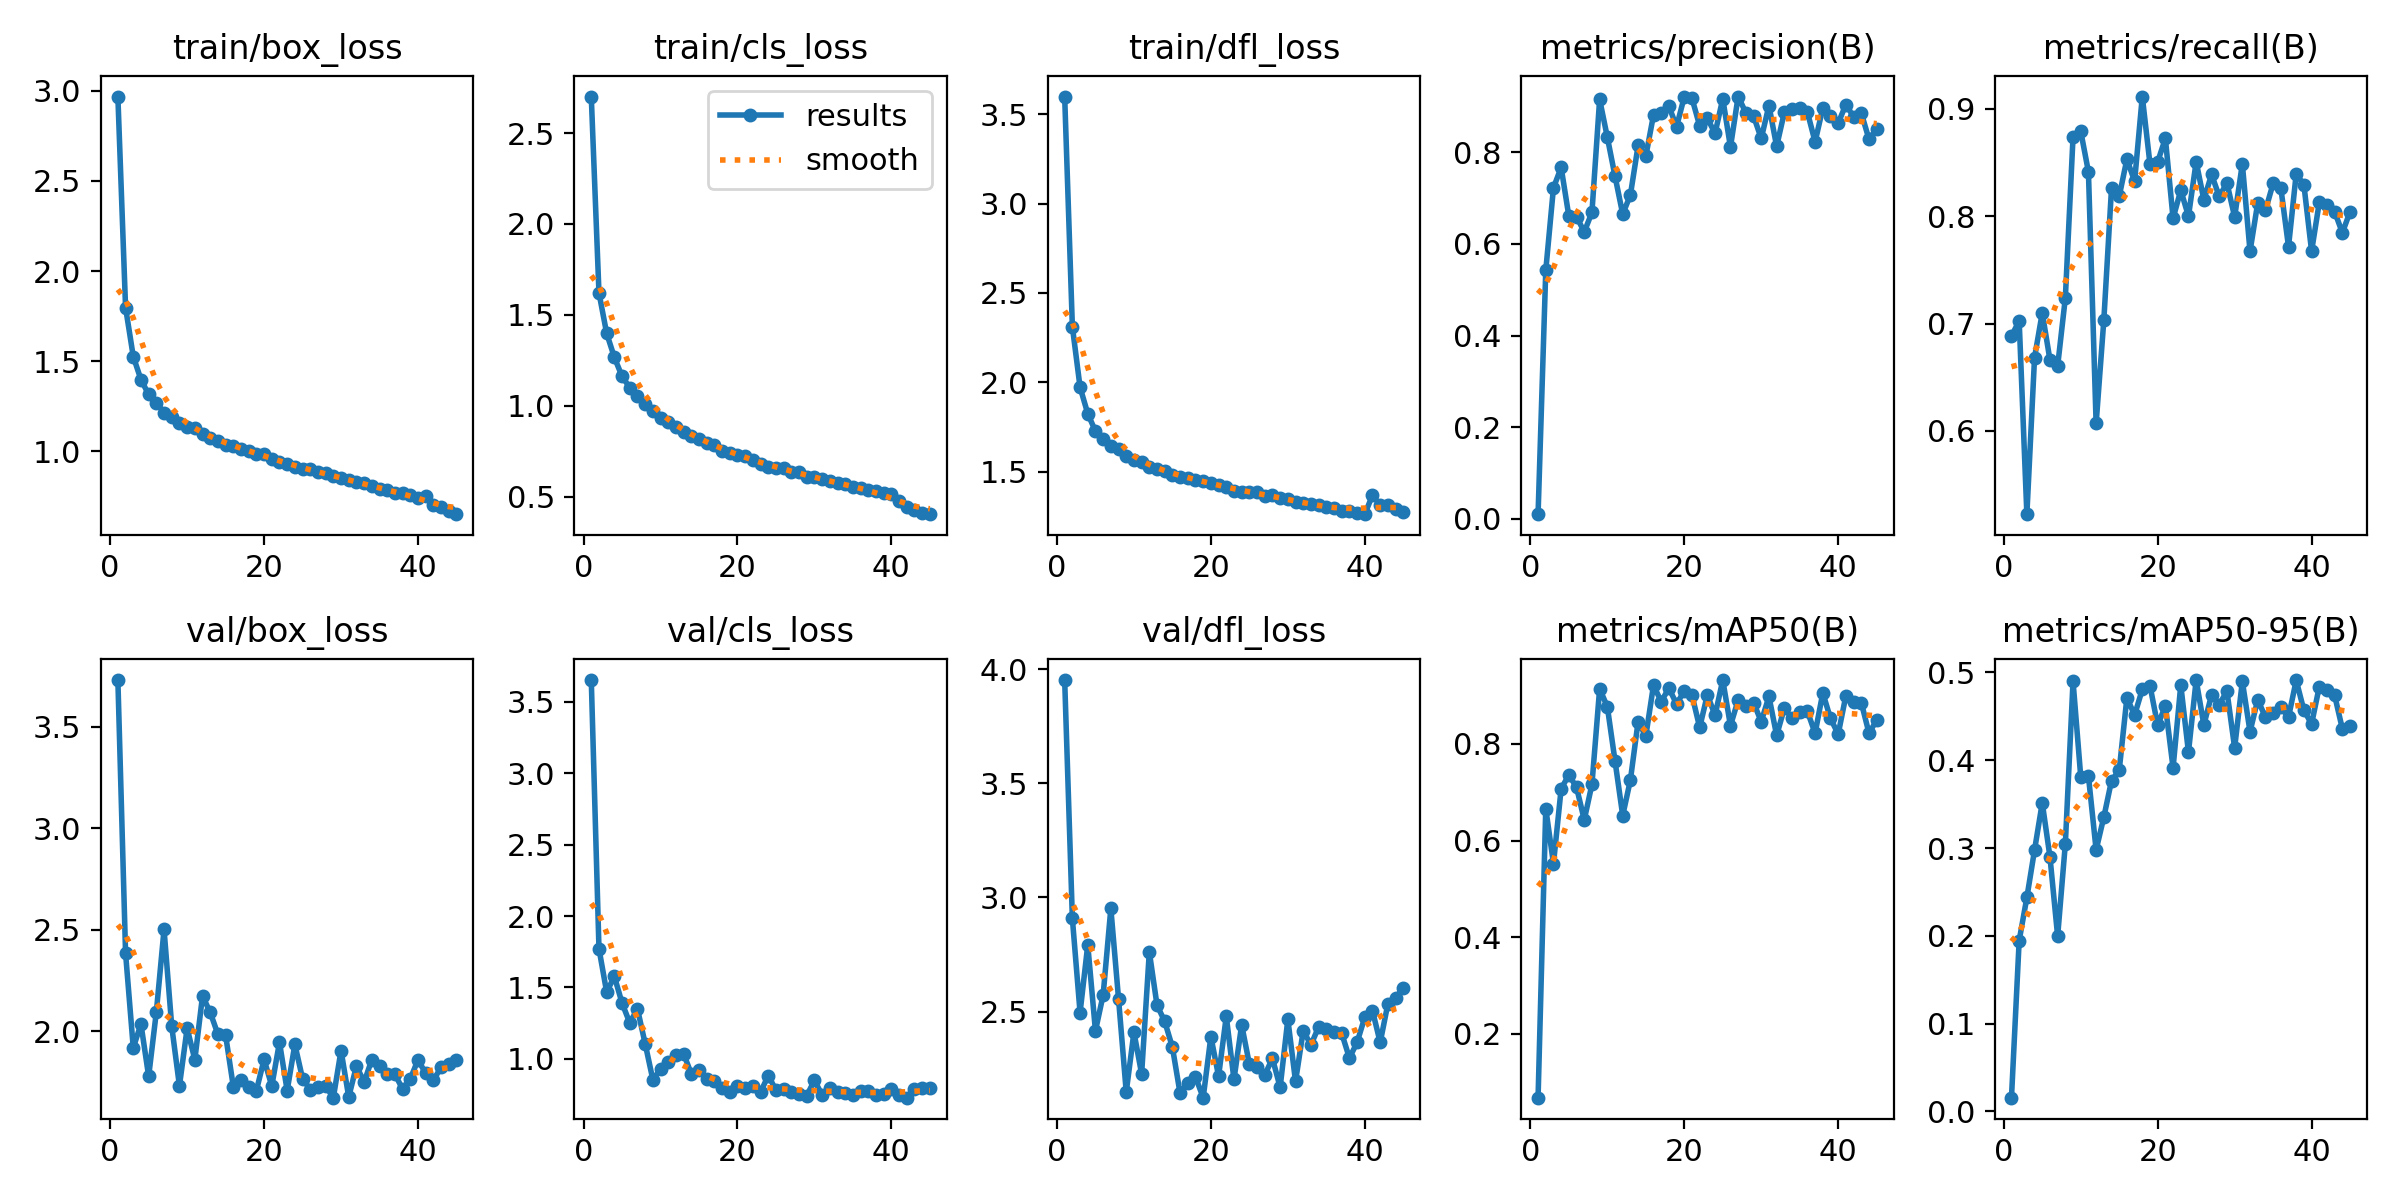 train/box_loss
3.0
2.5
2.0
1.5
1.0
0 20 40
train/cls_loss
results
smooth
2.5
2.0
1.5
1.0
0.5
0 20 40
train/dfl_loss
3.5
3.0
2.5
2.0
1.5
0 20 40
metrics/precision(B)
0.8
0.6
0.4
0.2
0.0
0 20 40
metrics/recall(B)
0.9
0.8
0.7
0.6
0 20 40
val/box_loss
3.5
3.0
2.5
2.0
0 20 40
val/cls_loss
3.5
3.0
2.5
2.0
1.5
1.0
0 20 40
val/dfl_loss
4.0
3.5
3.0
2.5
0 20 40
metrics/mAP50(B)
0.8
0.6
0.4
0.2
0 20 40
metrics/mAP50-95(B)
0.5
0.4
0.3
0.2
0.1
0.0
0 20 40